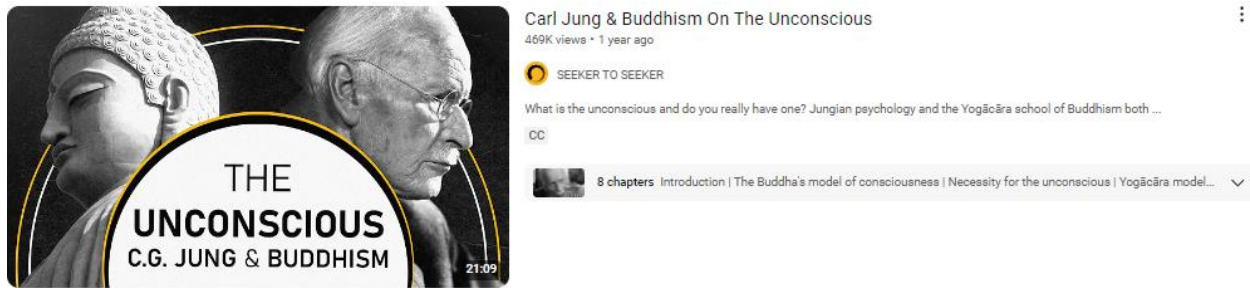 THE
UNCONSCIOUS
C.G. JUNG & BUDDHISM
21:09
Carl Jung & Buddhism On The Unconscious
469K views • 1 year ago
SEEKER TO SEEKER
What is the unconscious and do you really have one? Jungian psychology and the Yogācāra school of Buddhism both ...
CC
8 chapters Introduction | The Buddha's model of consciousness | Necessity for the unconscious | Yogācāra model...